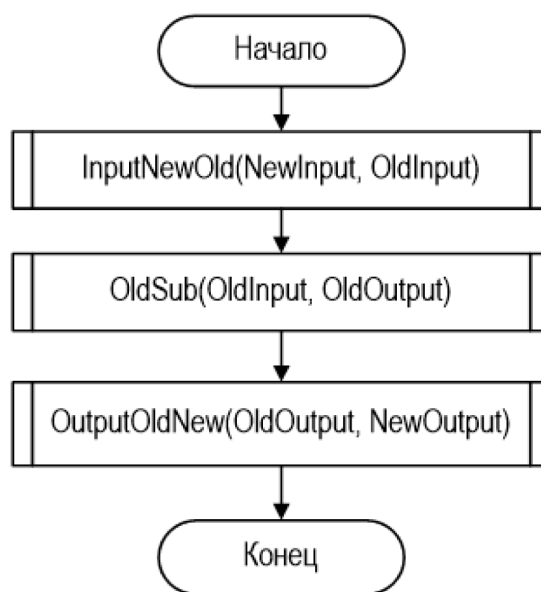 Начало
InputNewOld(NewInput, OldInput)
OldSub(OldInput, OldOutput)
OutputOldNew(OldOutput, NewOutput)
Конец